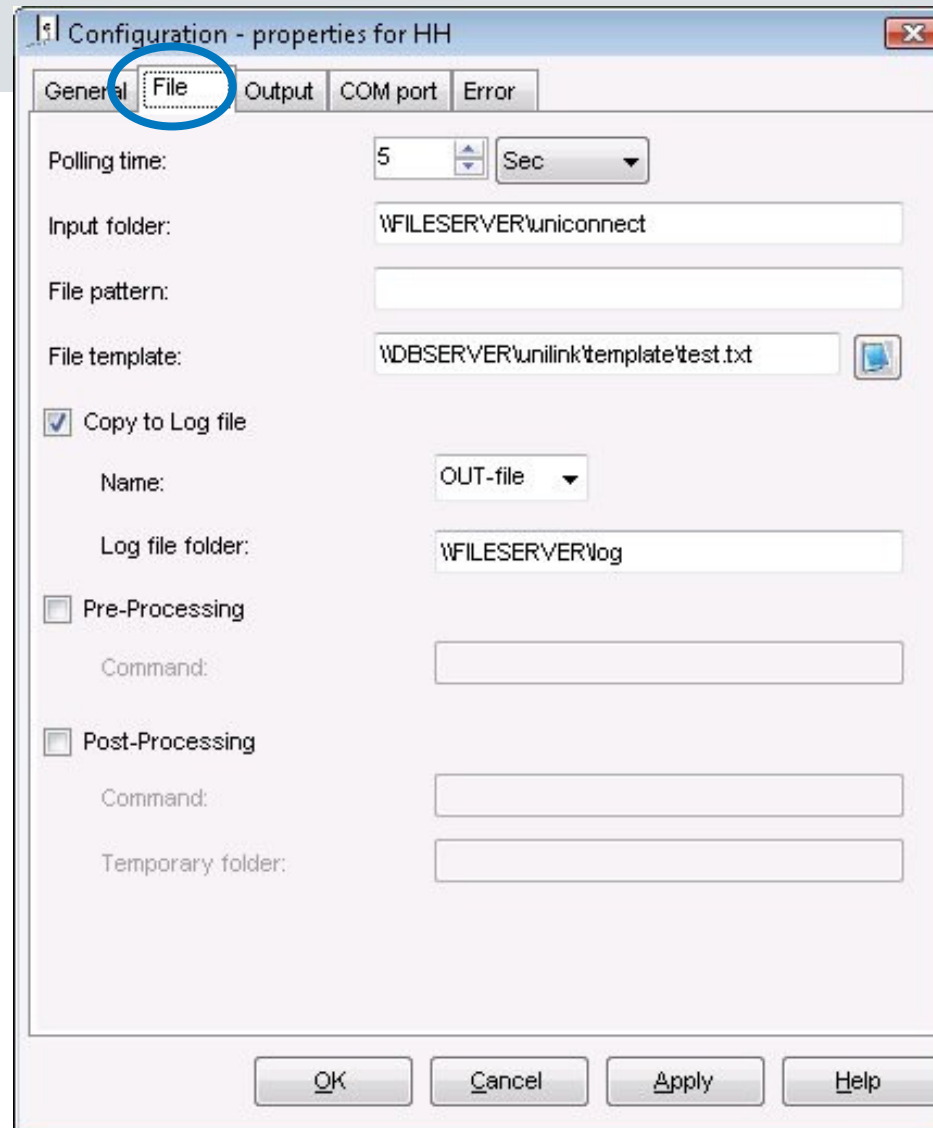 Configuration - properties for HH
General File Output COM port Error
Polling time: 5 Sec
Input folder: \\FILESERVER\uniconnect
File pattern:
File template: \\DBSERVER\unilink\template\test.txt
Copy to Log file
Name: OUT-file
Log file folder: \\FILESERVER\log
Pre-Processing
Command:
Post-Processing
Command:
Temporary folder:
OK Cancel Apply Help